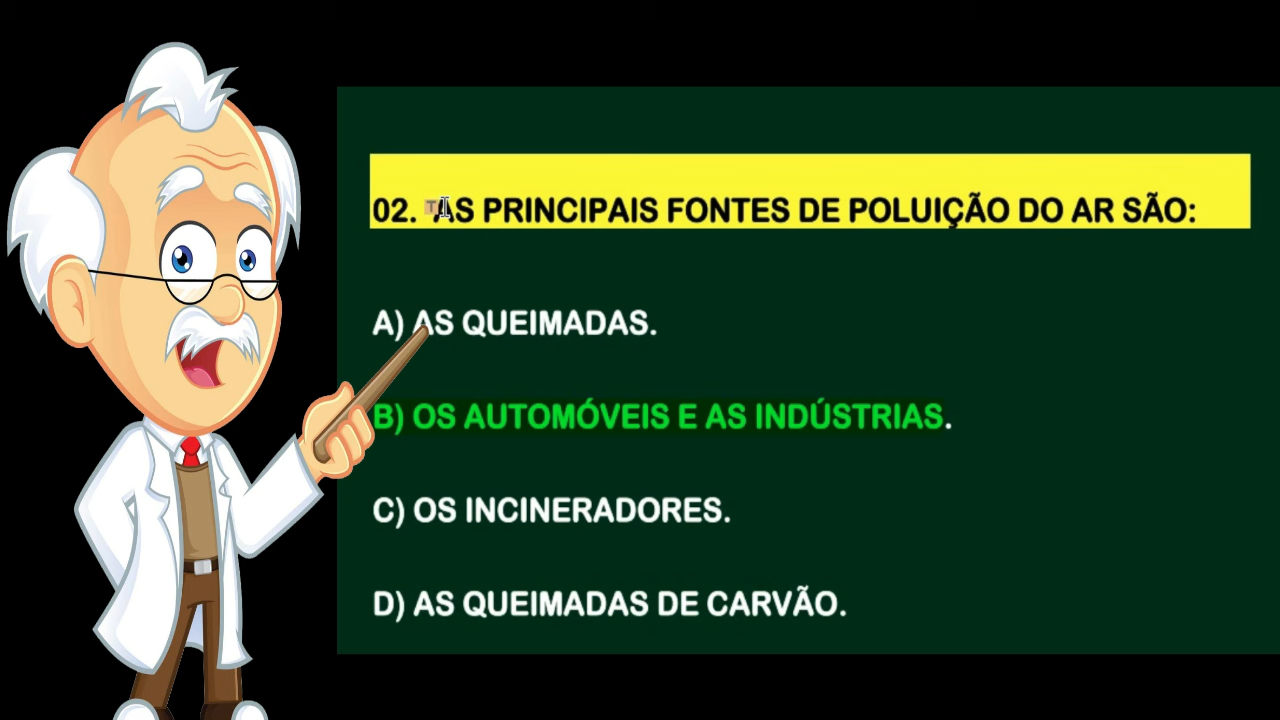 02. AS PRINCIPAIS FONTES DE POLUIÇÃO DO AR SÃO:
A) AS QUEIMADAS.
B) OS AUTOMÓVEIS E AS INDÚSTRIAS.
C) OS INCINERADORES.
D) AS QUEIMADAS DE CARVÃO.